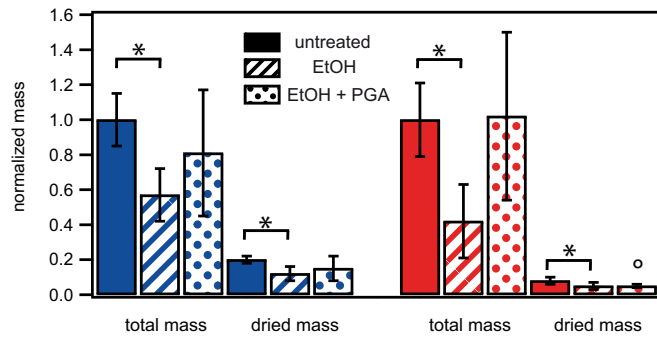 1.6
1.4
1.2
1.0
0.8
0.6
0.4
0.2
0.0
normalized mass
untreated
EtOH
EtOH + PGA
*
*
*
*
total mass
dried mass
total mass
dried mass